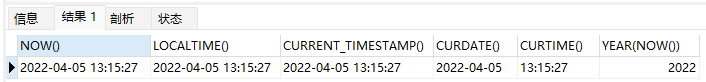 信息 结果 1 剖析 状态
NOW() LOCALTIME() CURRENT_TIMESTAMP() CURDATE() CURTIME() YEAR(NOW())
2022-04-05 13:15:27 2022-04-05 13:15:27 2022-04-05 13:15:27 2022-04-05 13:15:27 2022